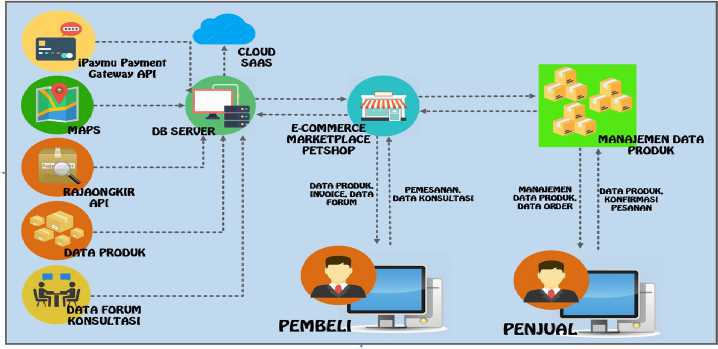 iPaymu Payment
Gateway API
CLOUD
SAAS
MAPS
DB SERVER
E-COMMERCE
MARKETPLACE
PETSHOP
MANAJEMEN DATA
PRODUK
RAJAONGKIR
API
DATA PRODUK,
INVOICE, DATA
FORUM
PEMESANAN,
DATA KONSULTASI
MANAJEMEN
DATA PRODUK,
DATA ORDER
DATA PRODUK,
KONFIRMASI
PESANAN
DATA PRODUK
DATA FORUM
KONSULTASI
PEMBELI
PENJUAL